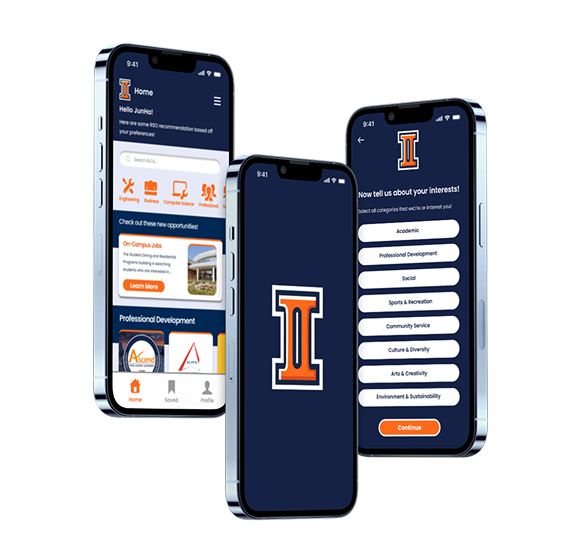 9:41
Home
Hello JunHa!
Here are some RSO recommendation based off
your preferences!
Search RSOs...
Engineering
Business
Computer Science
Professional
Check out these new opportunities!
On-Campus Jobs
The Student Dining and Residential
Programs building is searching
students who are interested in...
Learn More
Professional Development
Ascend
Home
Saved
Profile
9:41
I
9:41
Now tell us about your interests!
Select all categories that excite or interest you!
Academic
Professional Development
Social
Sports & Recreation
Community Service
Culture & Diversity
Arts & Creativity
Environment & Sustainability
Continue